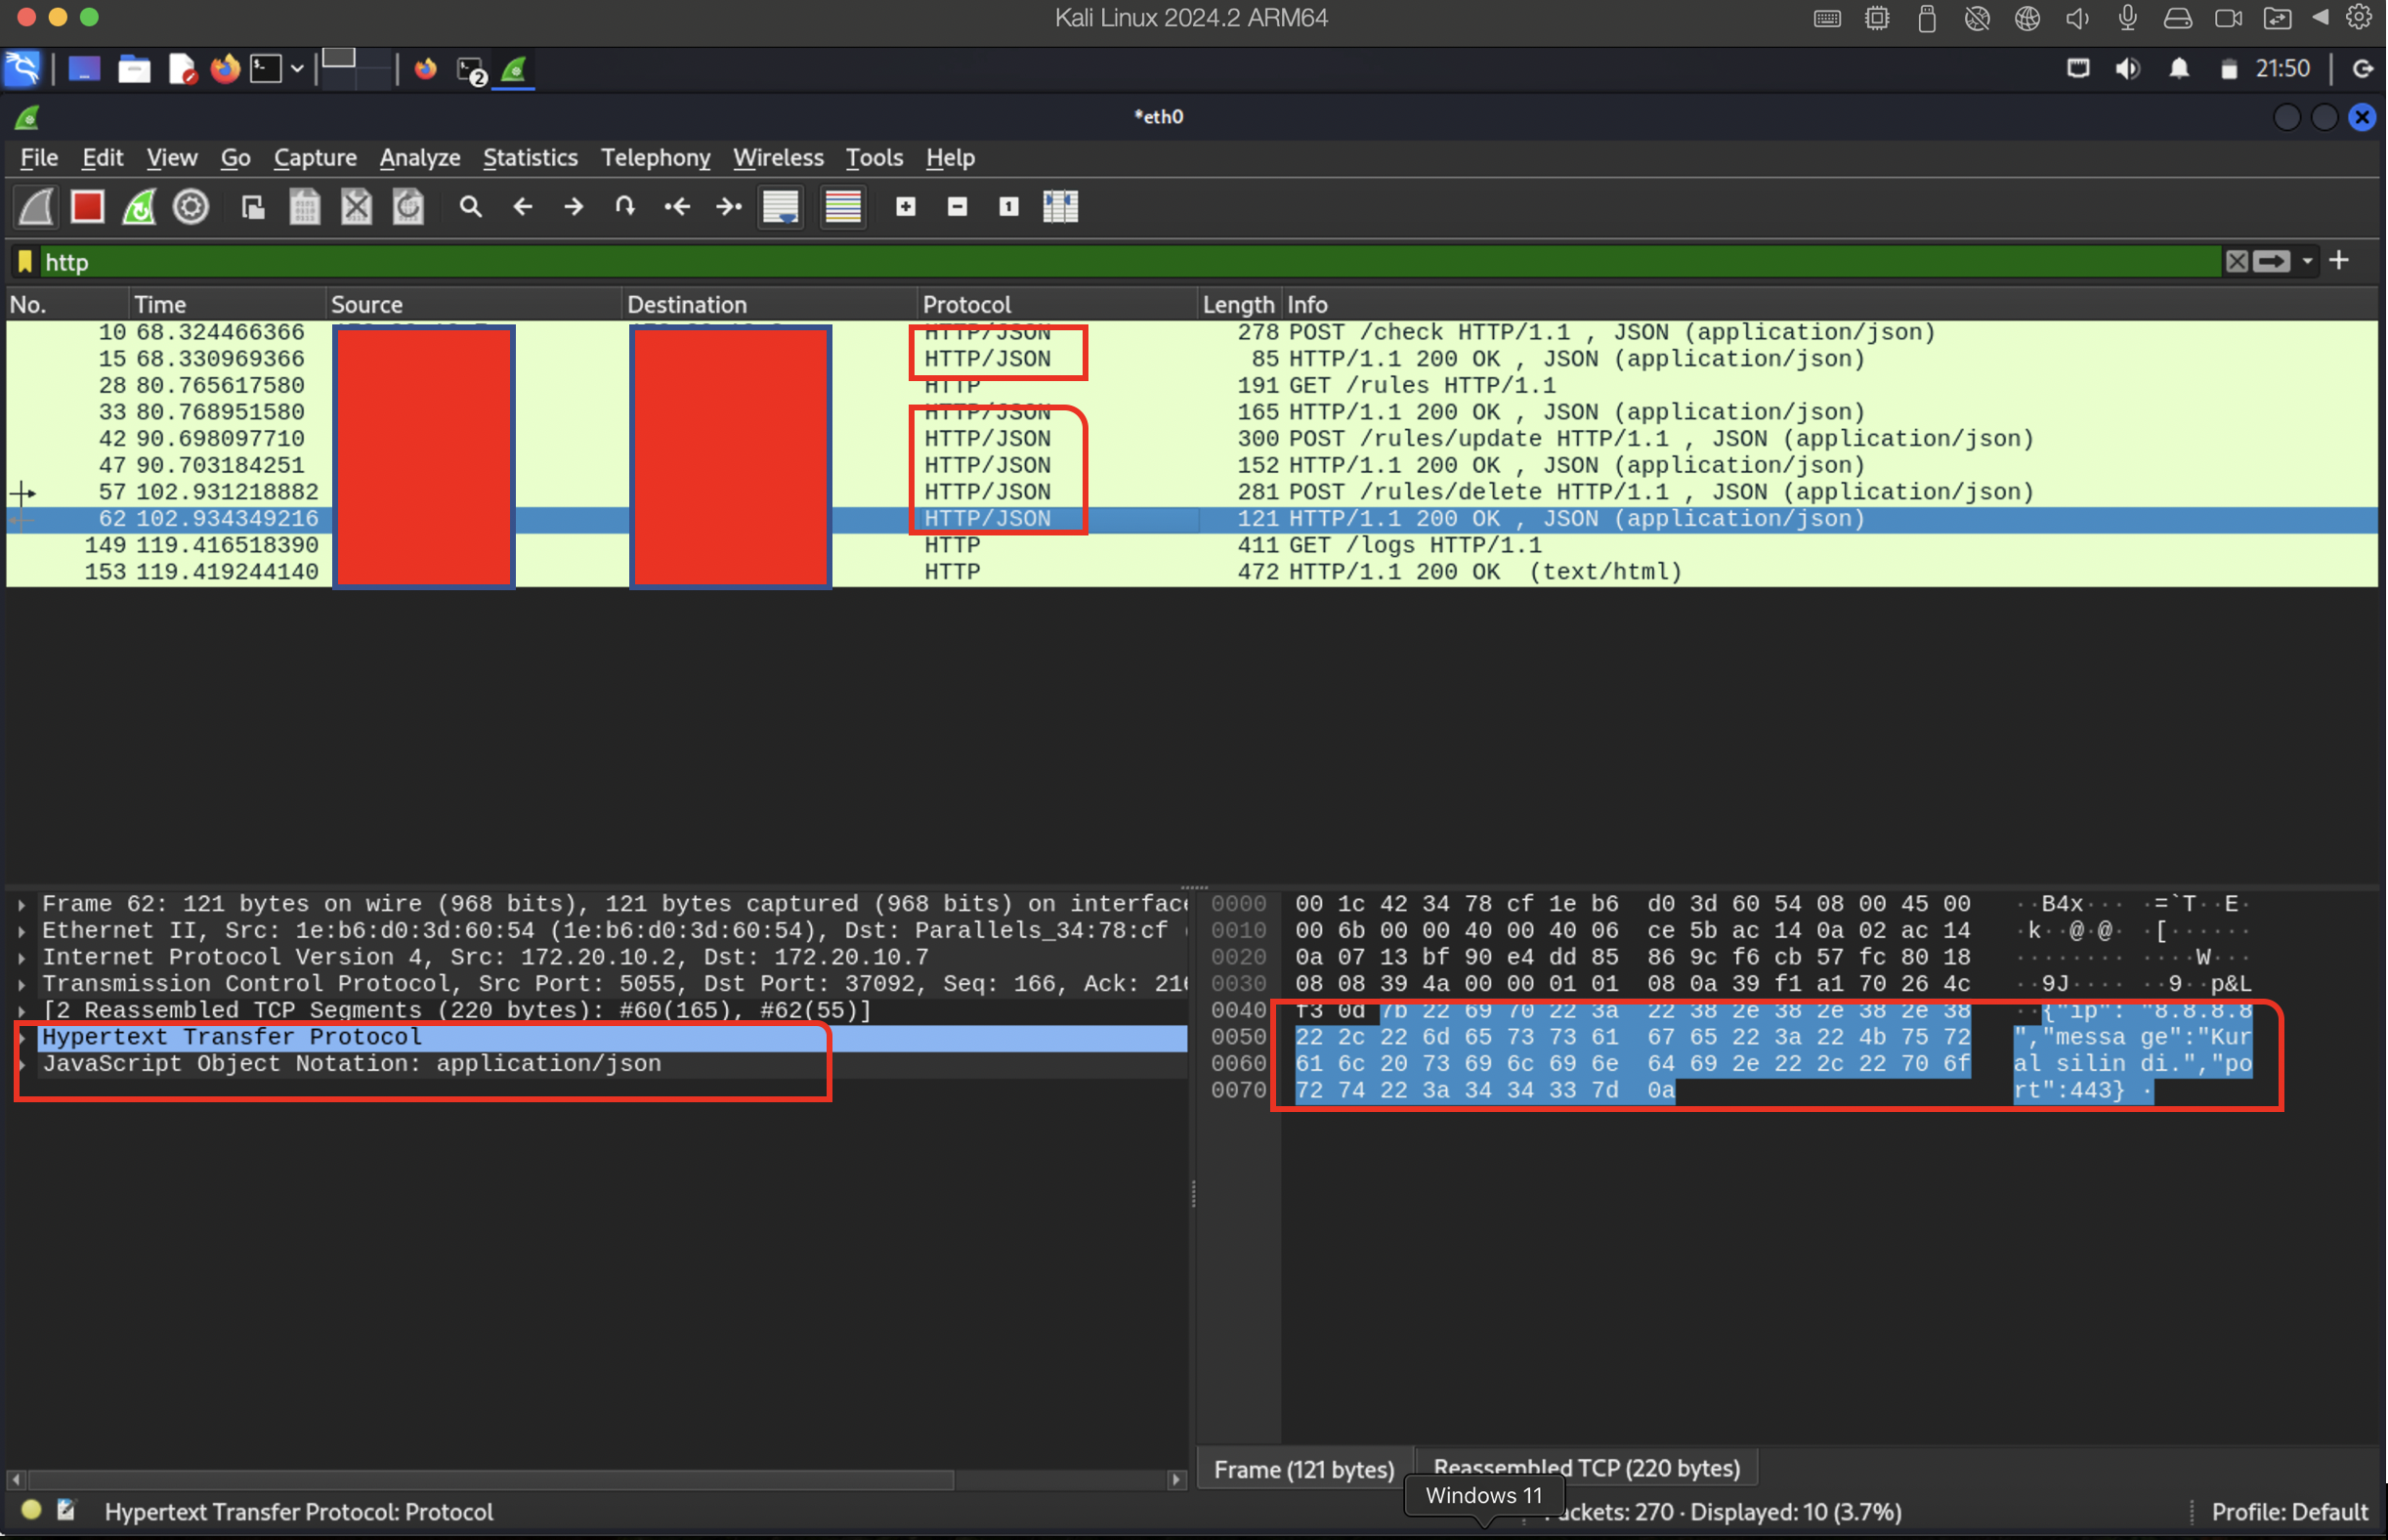 Kali Linux 2024.2 ARM64
2
21:50
*eth0
File Edit View Go Capture Analyze Statistics Telephony Wireless Tools Help
http
No. Time Source Destination Protocol Length Info
10 68.324466366 HTTP/JSON 278 POST /check HTTP/1.1 , JSON (application/json)
15 68.330969366 HTTP/JSON 85 HTTP/1.1 200 OK , JSON (application/json)
28 80.765617580 HTTP 191 GET /rules HTTP/1.1
33 80.768951580 HTTP/JSON 165 HTTP/1.1 200 OK , JSON (application/json)
42 90.698097710 HTTP/JSON 300 POST /rules/update HTTP/1.1 , JSON (application/json)
47 90.703184251 HTTP/JSON 152 HTTP/1.1 200 OK , JSON (application/json)
57 102.931218882 HTTP/JSON 281 POST /rules/delete HTTP/1.1 , JSON (application/json)
62 102.934349216 HTTP/JSON 121 HTTP/1.1 200 OK , JSON (application/json)
149 119.416518390 HTTP 411 GET /logs HTTP/1.1
153 119.419244140 HTTP 472 HTTP/1.1 200 OK (text/html)
Frame 62: 121 bytes on wire (968 bits), 121 bytes captured (968 bits) on interface
Ethernet II, Src: 1e:b6:d0:3d:60:54 (1e:b6:d0:3d:60:54), Dst: Parallels_34:78:cf (
Internet Protocol Version 4, Src: 172.20.10.2, Dst: 172.20.10.7
Transmission Control Protocol, Src Port: 5055, Dst Port: 37092, Seq: 166, Ack: 216
[2 Reassembled TCP Segments (220 bytes): #60(165), #62(55)]
Hypertext Transfer Protocol
JavaScript Object Notation: application/json
0000 00 1c 42 34 78 cf 1e b6 d0 3d 60 54 08 00 45 00 ··B4x··· ·=`T··E·
0010 00 6b 00 00 40 00 40 06 ce 5b ac 14 0a 02 ac 14 ·k··@·@· ·[······
0020 0a 07 13 bf 90 e4 dd 85 86 9c f6 cb 57 fc 80 18 ········ ····W···
0030 08 08 39 4a 00 00 01 01 08 0a 39 f1 a1 70 26 4c ··9J···· ··9··p&L
0040 f3 0d 7b 22 69 70 22 3a 22 38 2e 38 2e 38 2e 38 ··{"ip": "8.8.8.8
0050 22 2c 22 6d 65 73 73 61 67 65 22 3a 22 4b 75 72 ","messa ge":"Kur
0060 61 6c 20 73 69 6c 69 6e 64 69 2e 22 2c 22 70 6f al silin di.","po
0070 72 74 22 3a 34 34 33 7d 0a rt":443} ·
Frame (121 bytes) Reassembled TCP (220 bytes)
Windows 11
Hypertext Transfer Protocol: Protocol
ackets: 270 · Displayed: 10 (3.7%)
Profile: Default